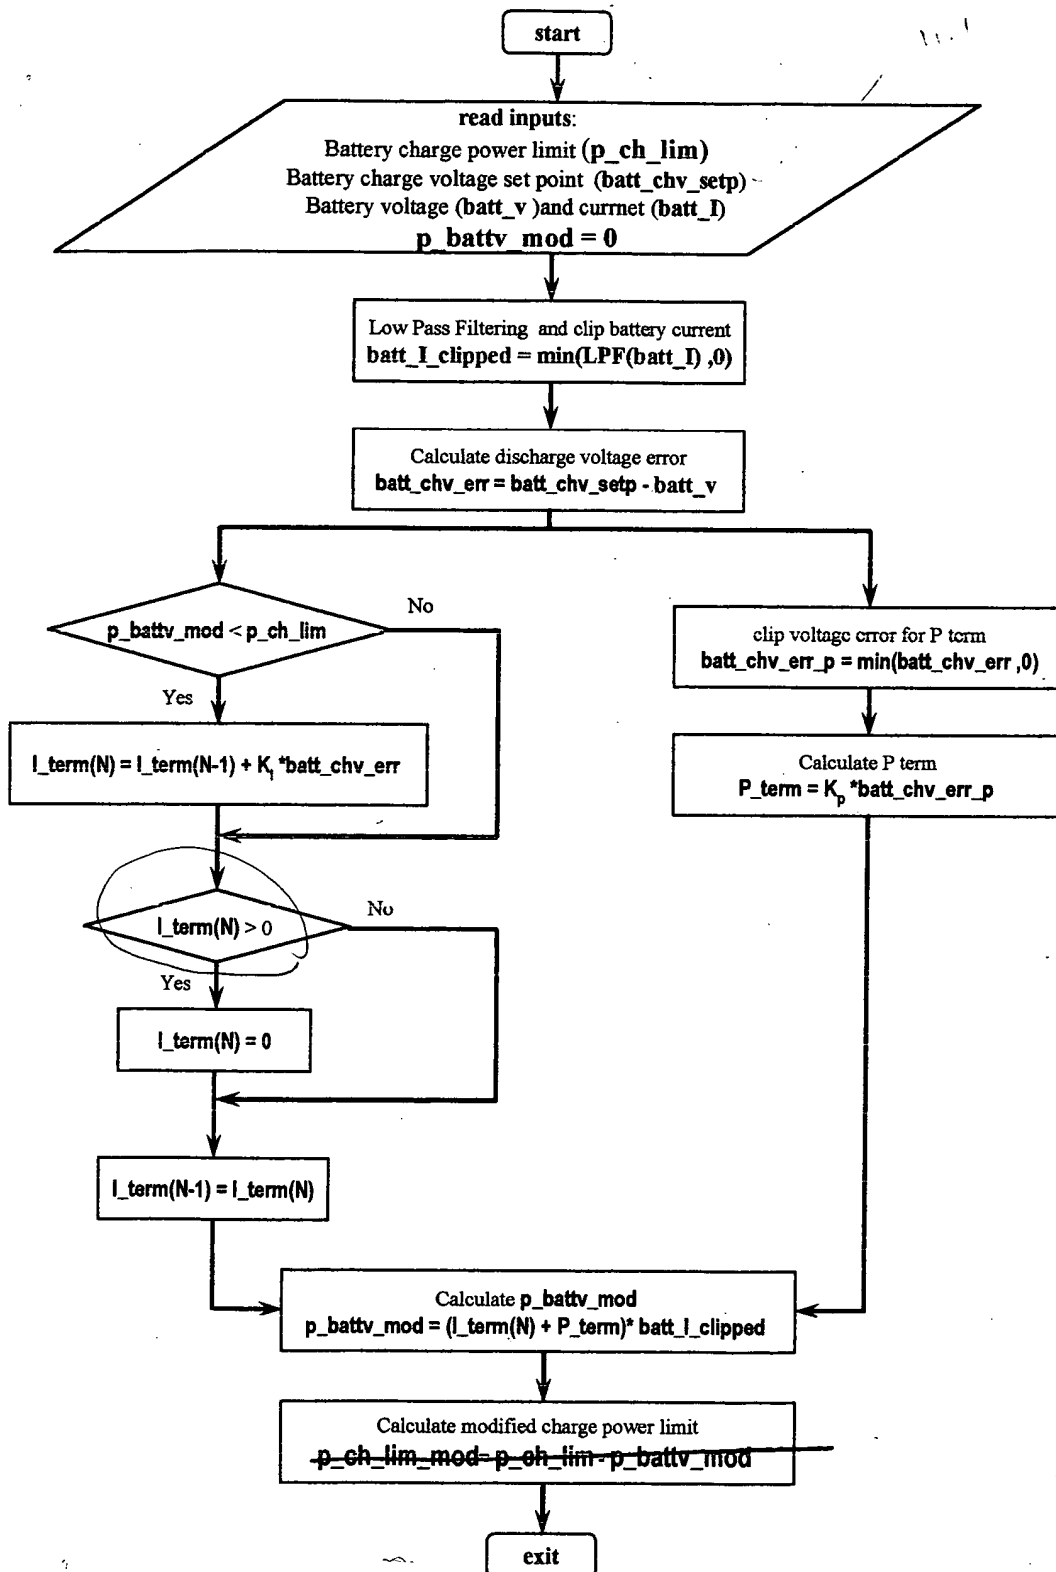 start
read inputs:
Battery charge power limit (p_ch_lim)
Battery charge voltage set point (batt_chv_setp)
Battery voltage (batt_v )and currnet (batt_I)
p_battv_mod = 0
Low Pass Filtering and clip battery current
batt_I_clipped = min(LPF(batt_I) ,0)
Calculate discharge voltage error
batt_chv_err = batt_chv_setp - batt_v
p_battv_mod < p_ch_lim
No
Yes
I_term(N) = I_term(N-1) + K_I *batt_chv_err
clip voltage error for P term
batt_chv_err_p = min(batt_chv_err ,0)
Calculate P term
P_term = K_p *batt_chv_err_p
I_term(N) > 0
No
Yes
I_term(N) = 0
I_term(N-1) = I_term(N)
Calculate p_battv_mod
p_battv_mod = (I_term(N) + P_term)* batt_I_clipped
Calculate modified charge power limit
p_ch_lim_mod= p_ch_lim - p_battv_mod
exit